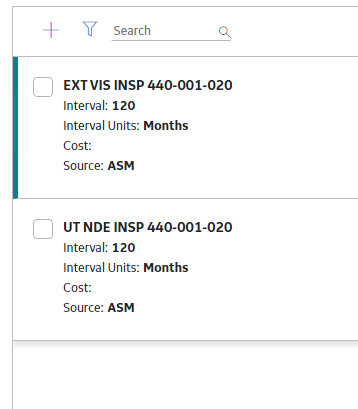 Search
EXT VIS INSP 440-001-020
Interval: 120
Interval Units: Months
Cost:
Source: ASM
UT NDE INSP 440-001-020
Interval: 120
Interval Units: Months
Cost:
Source: ASM